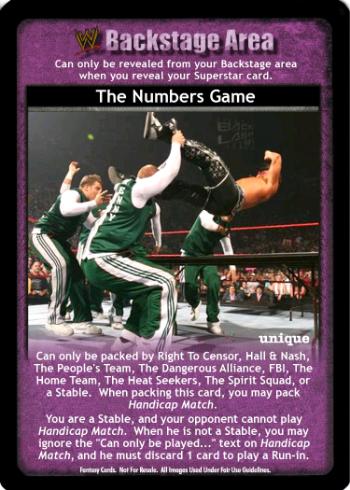 W Backstage Area
Can only be revealed from your Backstage area
when you reveal your Superstar card.
The Numbers Game
unique
Can only be packed by Right To Censor, Hall & Nash,
The People's Team, The Dangerous Alliance, FBI, The
Home Team, The Heat Seekers, The Spirit Squad, or
a Stable. When packing this card, you may pack
Handicap Match.
You are a Stable, and your opponent cannot play
Handicap Match. When he is not a Stable, you may
ignore the "Can only be played..." text on Handicap
Match, and he must discard 1 card to play a Run-in.
Fantasy Cards. Not For Resale. All Images Used Under Fair Use Guidelines.